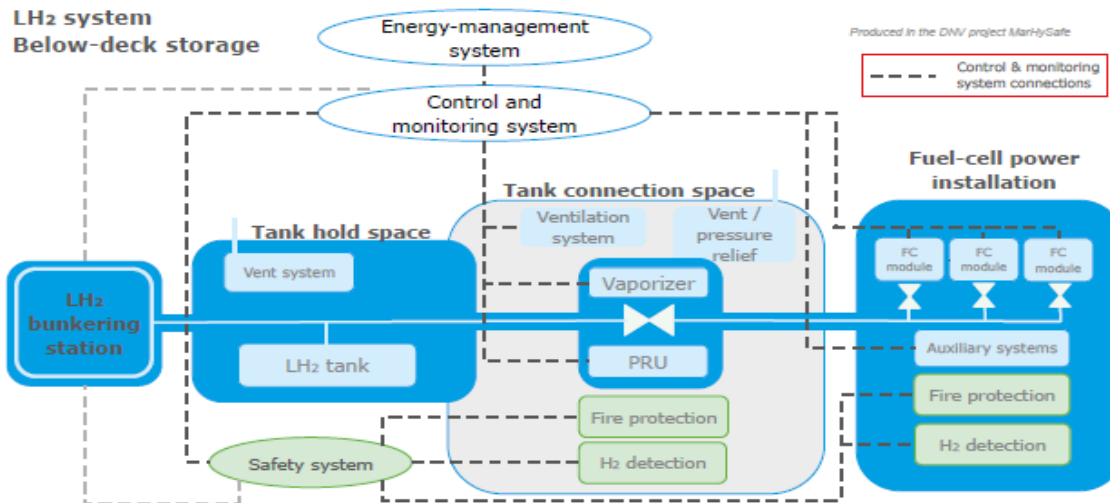 LH₂ system
Below-deck storage
Energy-management
system
Produced in the DNV project MarHySafe
Control & monitoring
system connections
Control and
monitoring system
Fuel-cell power
installation
Tank connection space
Tank hold space
Ventilation
system
Vent /
pressure
relief
Vent system
FC
module
FC
module
FC
module
LH₂
bunkering
station
Vaporizer
LH₂ tank
PRU
Auxiliary systems
Fire protection
Fire protection
H₂ detection
Safety system
H₂ detection